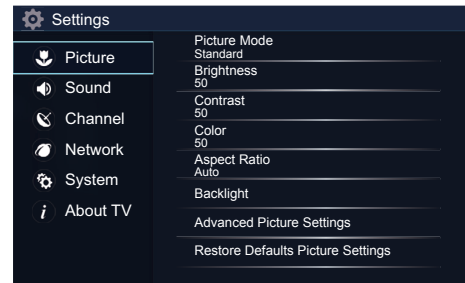 Settings
Picture
Sound
Channel
Network
System
About TV
Picture Mode
Standard
Brightness
50
Contrast
50
Color
50
Aspect Ratio
Auto
Backlight
Advanced Picture Settings
Restore Defaults Picture Settings